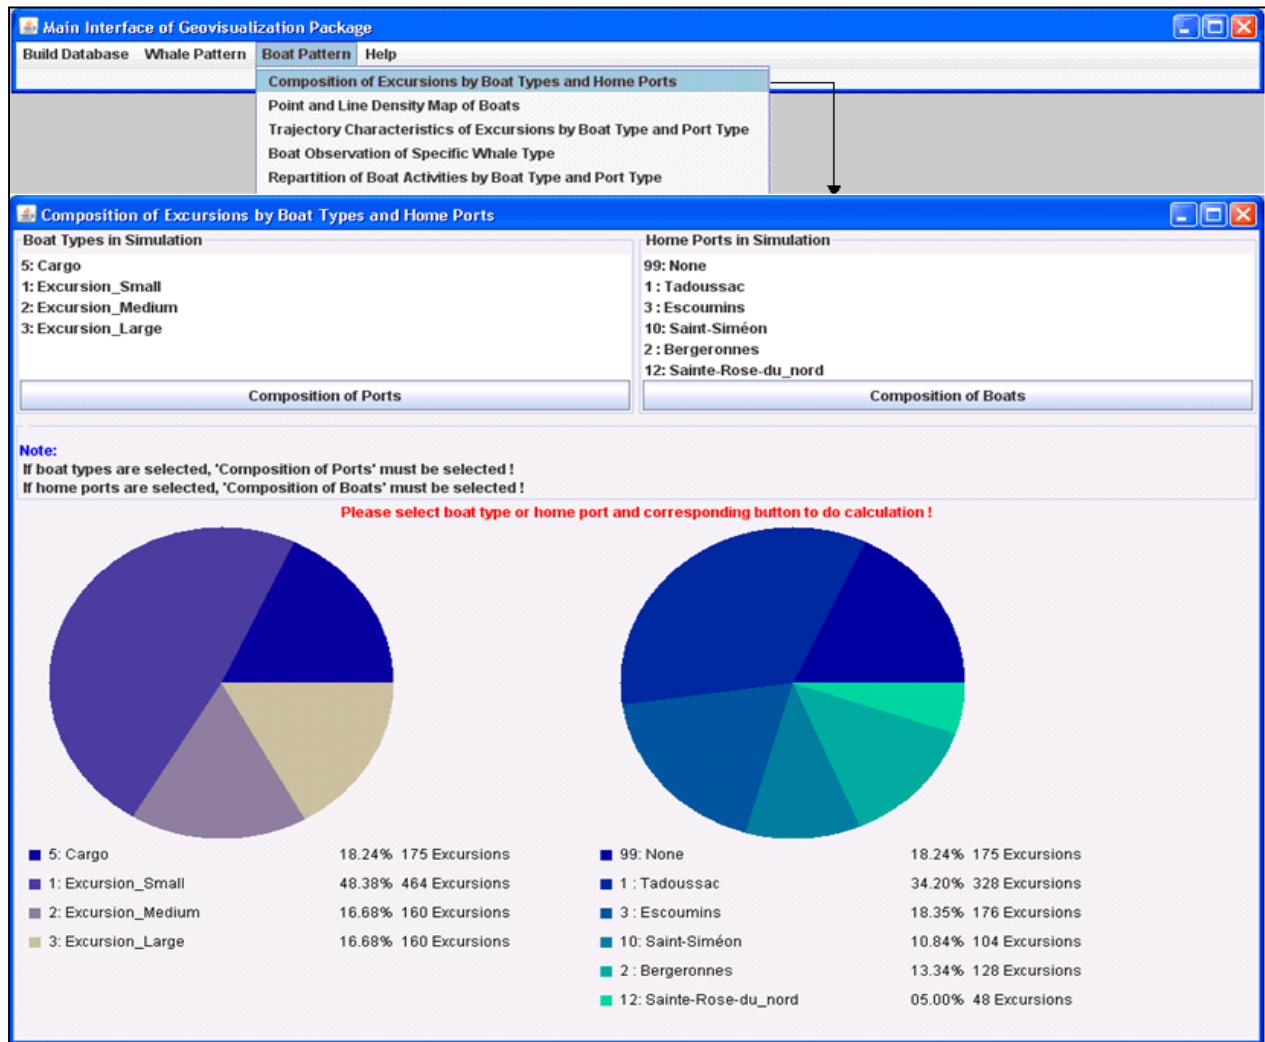 Main Interface of Geovisualization Package
Build Database Whale Pattern Boat Pattern Help
Composition of Excursions by Boat Types and Home Ports
Point and Line Density Map of Boats
Trajectory Characteristics of Excursions by Boat Type and Port Type
Boat Observation of Specific Whale Type
Repartition of Boat Activities by Boat Type and Port Type
Composition of Excursions by Boat Types and Home Ports
Boat Types in Simulation
5: Cargo
1: Excursion_Small
2: Excursion_Medium
3: Excursion_Large
Composition of Ports
Home Ports in Simulation
99: None
1 : Tadoussac
3 : Escoumins
10: Saint-Siméon
2 : Bergeronnes
12: Sainte-Rose-du_nord
Composition of Boats
Note:
If boat types are selected, 'Composition of Ports' must be selected !
If home ports are selected, 'Composition of Boats' must be selected !
Please select boat type or home port and corresponding button to do calculation !
5: Cargo 18.24% 175 Excursions
1: Excursion_Small 48.38% 464 Excursions
2: Excursion_Medium 16.68% 160 Excursions
3: Excursion_Large 16.68% 160 Excursions
99: None 18.24% 175 Excursions
1 : Tadoussac 34.20% 328 Excursions
3 : Escoumins 18.35% 176 Excursions
10: Saint-Siméon 10.84% 104 Excursions
2 : Bergeronnes 13.34% 128 Excursions
12: Sainte-Rose-du_nord 05.00% 48 Excursions